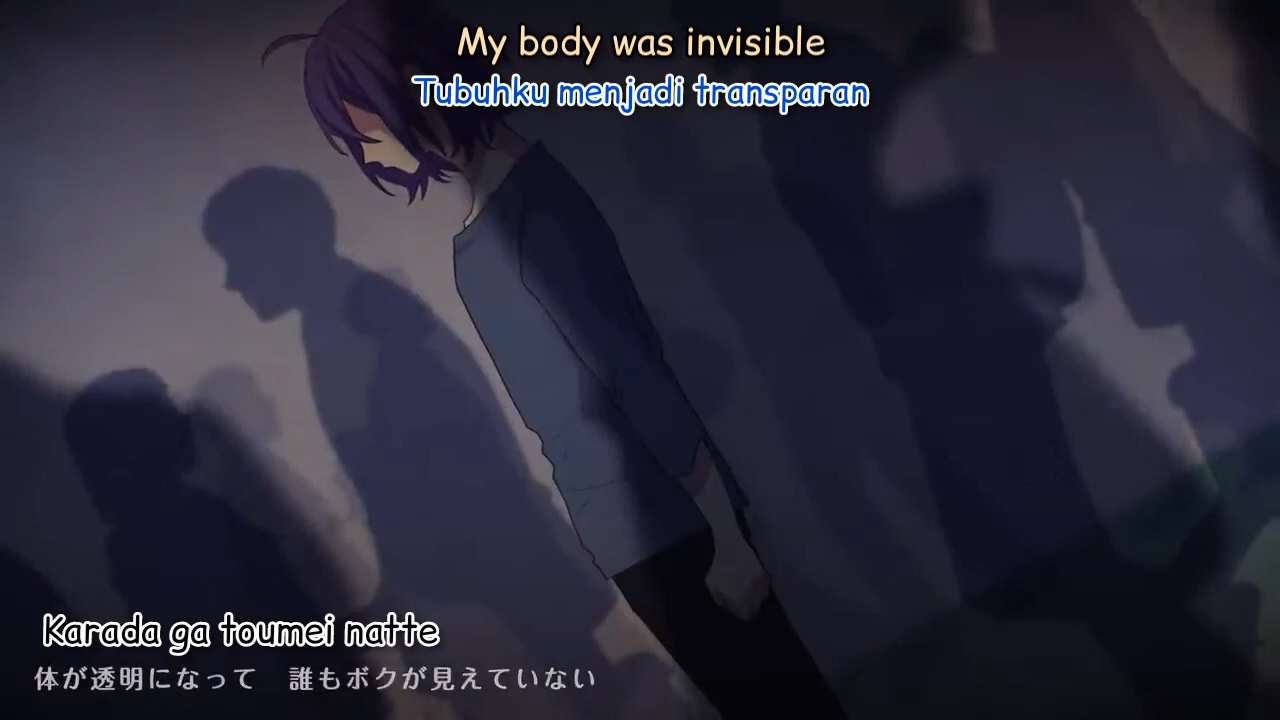 My body was invisible
Tubuhku menjadi transparan
Karada ga toumei natte
体が透明になって　誰もボクが見えていない